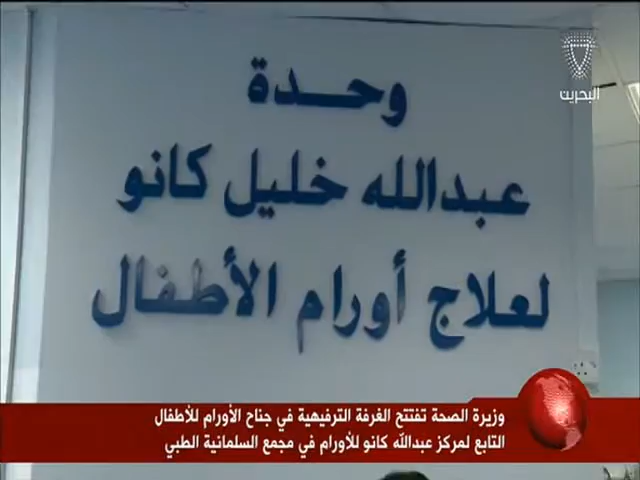 وحدة
عبدالله خليل كانو
لعلاج أورام الأطفال
البحرين
وزيرة الصحة تفتتح الغرفة الترفيهية في جناح الأورام للأطفال
التابع لمركز عبدالله كانو للأورام في مجمع السلمانية الطبي